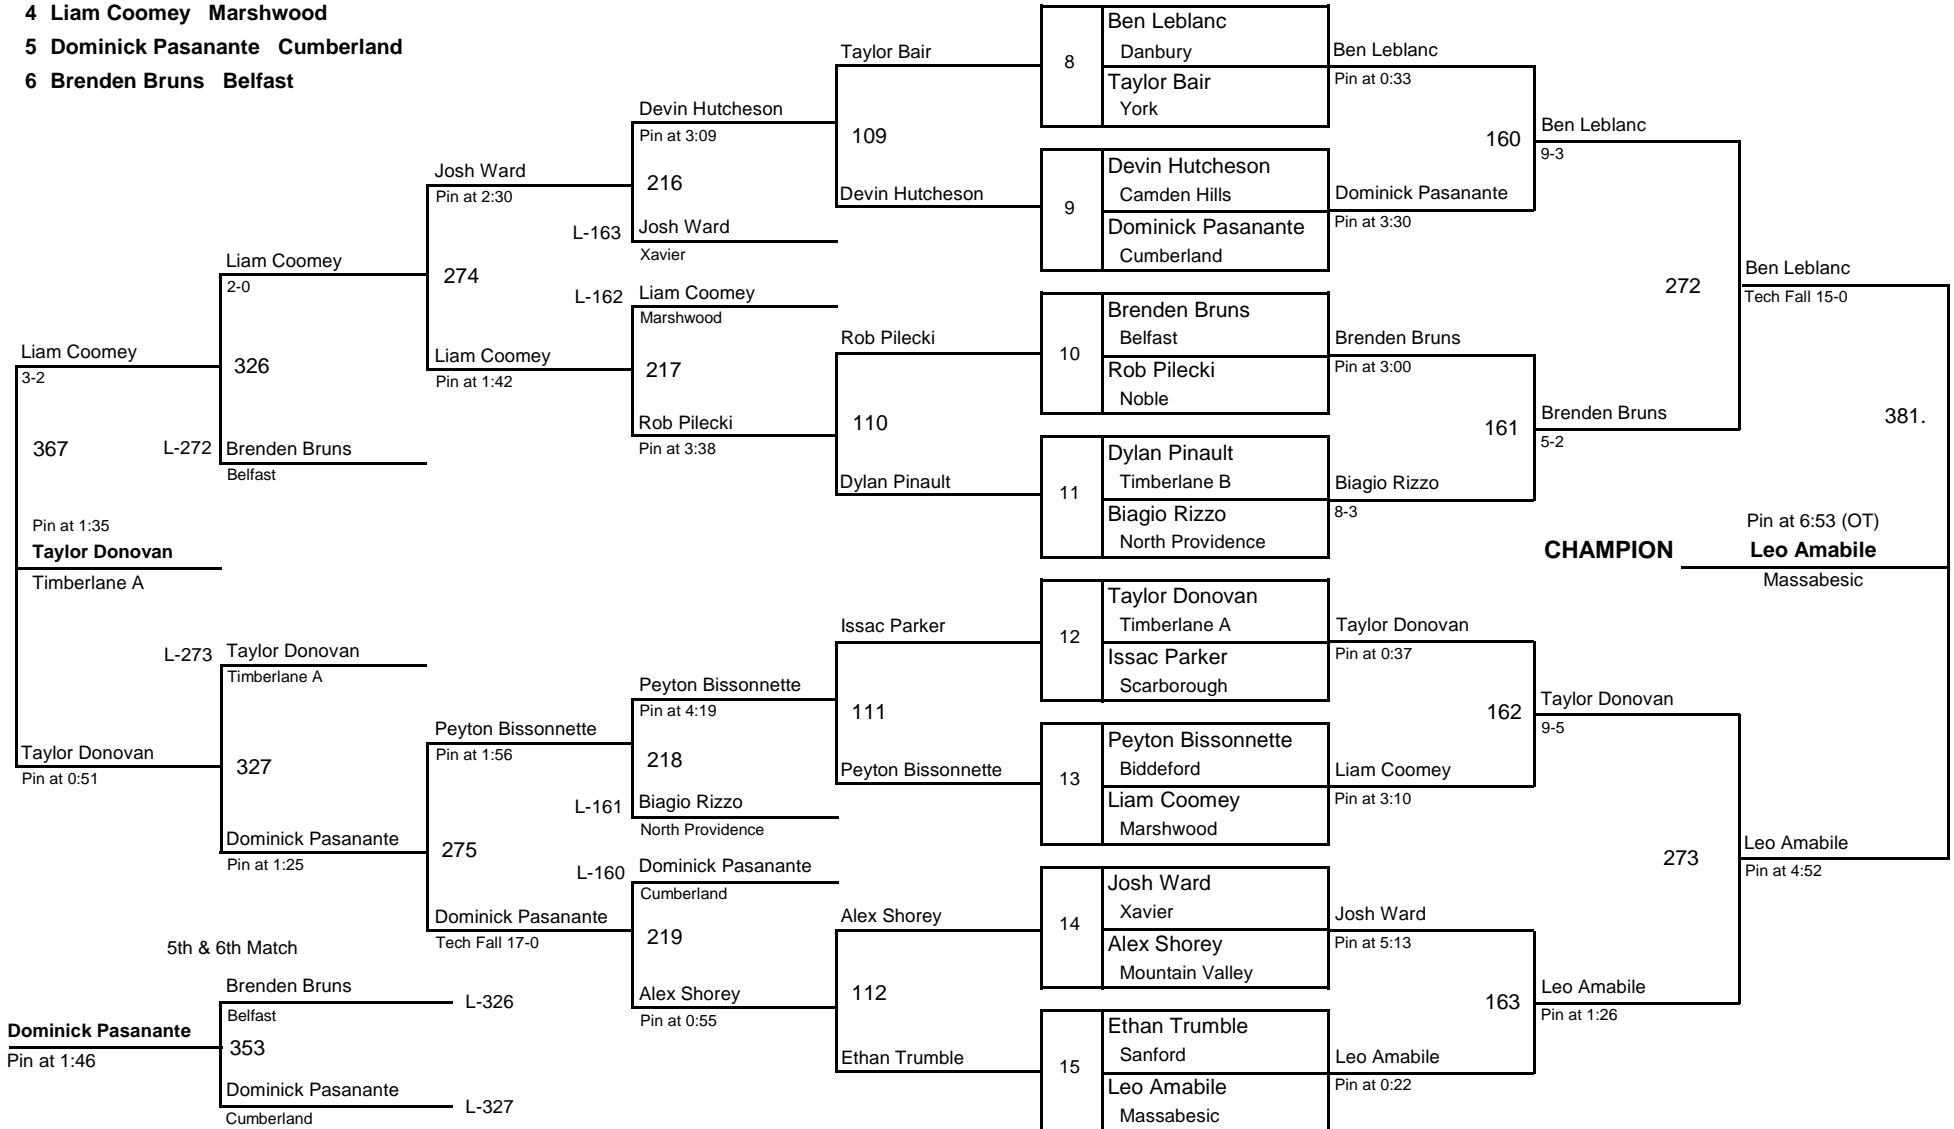 4 Liam Coomey Marshwood
5 Dominick Pasanante Cumberland
6 Brenden Bruns Belfast
Liam Coomey
3-2
367
Pin at 1:35
Taylor Donovan
Timberlane A
Taylor Donovan
Pin at 0:51
5th & 6th Match
Dominick Pasanante
Pin at 1:46
Liam Coomey
2-0
326
L-272 Brenden Bruns
Belfast
L-273 Taylor Donovan
Timberlane A
327
Dominick Pasanante
Pin at 1:25
Brenden Bruns
L-326
Belfast
353
Dominick Pasanante
L-327
Cumberland
Josh Ward
Pin at 2:30
274
Liam Coomey
Pin at 1:42
Peyton Bissonnette
Pin at 1:56
275
Dominick Pasanante
Tech Fall 17-0
Devin Hutcheson
Pin at 3:09
216
L-163 Josh Ward
Xavier
L-162 Liam Coomey
Marshwood
217
Rob Pilecki
Pin at 3:38
Peyton Bissonnette
Pin at 4:19
218
L-161 Biagio Rizzo
North Providence
L-160 Dominick Pasanante
Cumberland
219
Alex Shorey
Pin at 0:55
Taylor Bair
109
Devin Hutcheson
Rob Pilecki
110
Dylan Pinault
Issac Parker
111
Peyton Bissonnette
Alex Shorey
112
Ethan Trumble
Ben Leblanc
Danbury
8
Taylor Bair
York
Devin Hutcheson
Camden Hills
9
Dominick Pasanante
Cumberland
Brenden Bruns
Belfast
10
Rob Pilecki
Noble
Dylan Pinault
Timberlane B
11
Biagio Rizzo
North Providence
Taylor Donovan
Timberlane A
12
Issac Parker
Scarborough
Peyton Bissonnette
Biddeford
13
Liam Coomey
Marshwood
Josh Ward
Xavier
14
Alex Shorey
Mountain Valley
Ethan Trumble
Sanford
15
Leo Amabile
Massabesic
Ben Leblanc
Pin at 0:33
160
Dominick Pasanante
Pin at 3:30
Brenden Bruns
Pin at 3:00
161
Biagio Rizzo
8-3
Taylor Donovan
Pin at 0:37
162
Liam Coomey
Pin at 3:10
Josh Ward
Pin at 5:13
163
Leo Amabile
Pin at 0:22
Ben Leblanc
9-3
272
Brenden Bruns
5-2
Taylor Donovan
9-5
273
Leo Amabile
Pin at 1:26
Ben Leblanc
Tech Fall 15-0
381.
Pin at 6:53 (OT)
CHAMPION Leo Amabile
Massabesic
Leo Amabile
Pin at 4:52